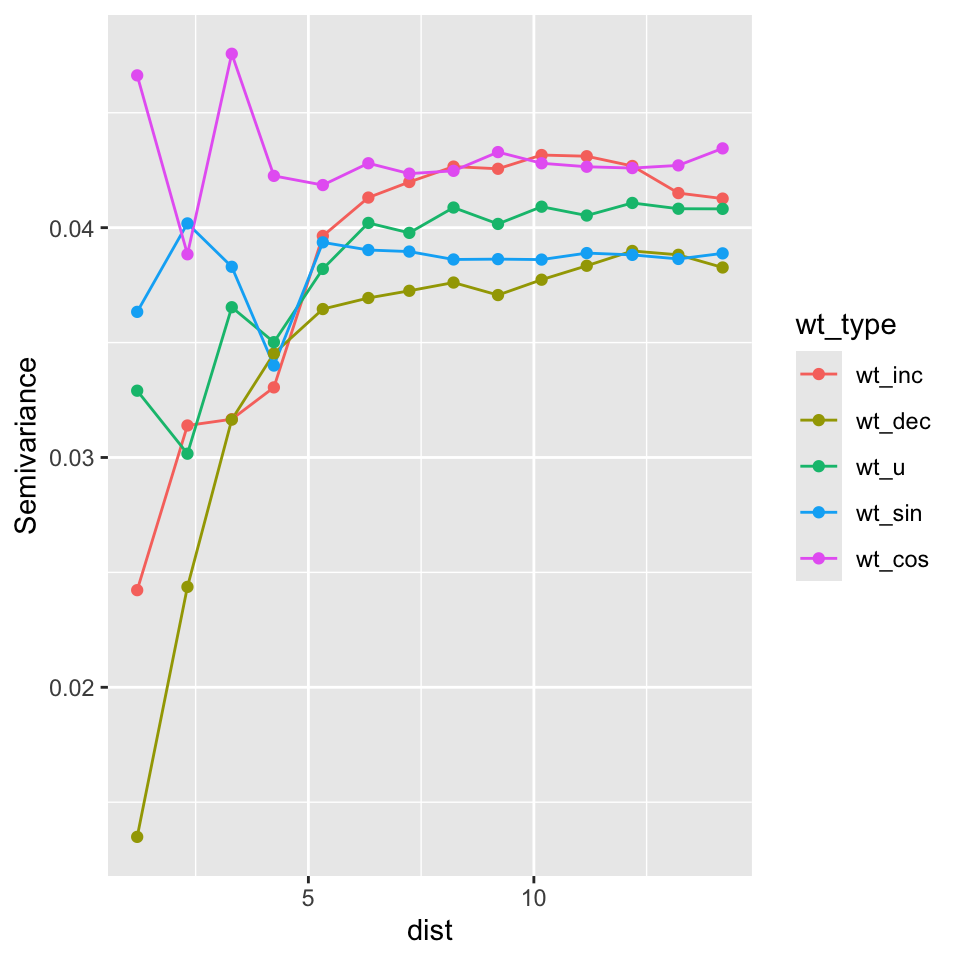 Semivariance
0.04
0.03
0.02
5
10
dist
wt_type
wt_inc
wt_dec
wt_u
wt_sin
wt_cos